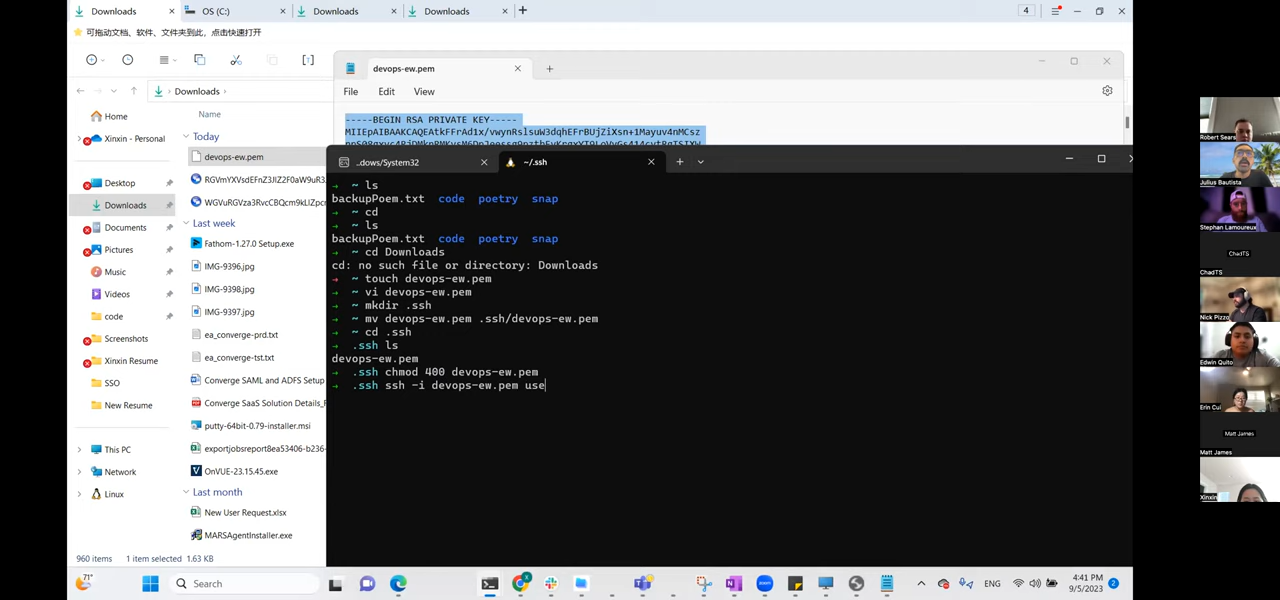 Downloads
OS (C:)
Downloads
Downloads
4
可拖动文档、软件、文件夹到此，点击快速打开
Downloads
Home
Xinxin - Personal
Desktop
Downloads
Documents
Pictures
Music
Videos
code
Screenshots
Xinxin Resume
SSO
New Resume
This PC
Network
Linux
Name
Today
devops-ew.pem
Last week
Fathom-1.27.0 Setup.exe
IMG-9396.jpg
IMG-9398.jpg
IMG-9397.jpg
ea_converge-prd.txt
ea_converge-tst.txt
Converge SAML and ADFS Setup
Converge SaaS Solution Details_F
putty-64bit-0.79-installer.msi
exportjobsreport8ea53406-b236-
OnVUE-23.15.45.exe
Last month
New User Request.xlsx
MARSAgentInstaller.exe
960 items 1 item selected 1.63 KB
devops-ew.pem
File Edit View
-----BEGIN RSA PRIVATE KEY-----
..dows/System32
~/.ssh
→ ~ ls
backupPoem.txt code poetry snap
→ ~ cd
→ ~ ls
backupPoem.txt code poetry snap
→ ~ cd Downloads
cd: no such file or directory: Downloads
→ ~ touch devops-ew.pem
→ ~ vi devops-ew.pem
→ ~ mkdir .ssh
→ ~ mv devops-ew.pem .ssh/devops-ew.pem
→ ~ cd .ssh
→ .ssh ls
devops-ew.pem
→ .ssh chmod 400 devops-ew.pem
→ .ssh ssh -i devops-ew.pem use
71°
Search
ENG
4:41 PM
9/5/2023
2
Robert Sears
Julius Bautista
Stephan Lamoureux
ChadTS
ChadTS
Nick Pizzo
Edwin Quito
Erin Cui
Matt James
Matt James
Xinxin